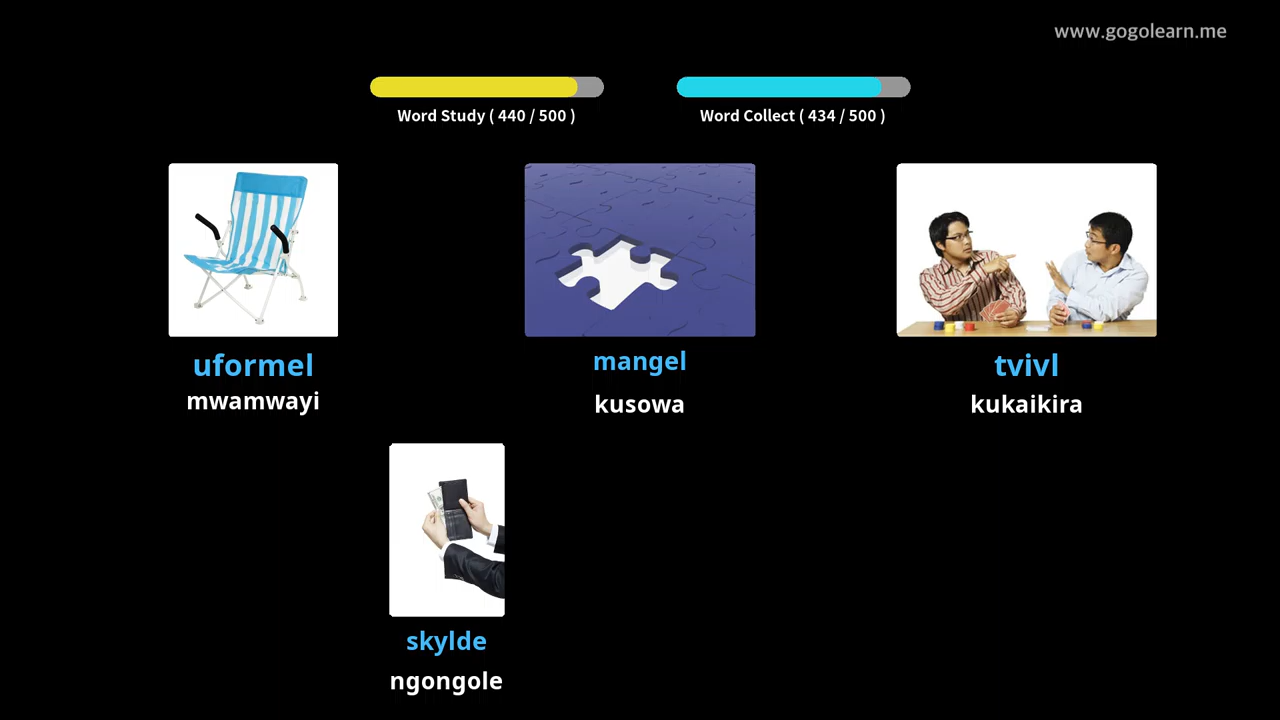 www.gogolearn.me
Word Study ( 440 / 500 )
Word Collect ( 434 / 500 )
uformel
mwamwayi
mangel
kusowa
tvivl
kukaikira
skylde
ngongole